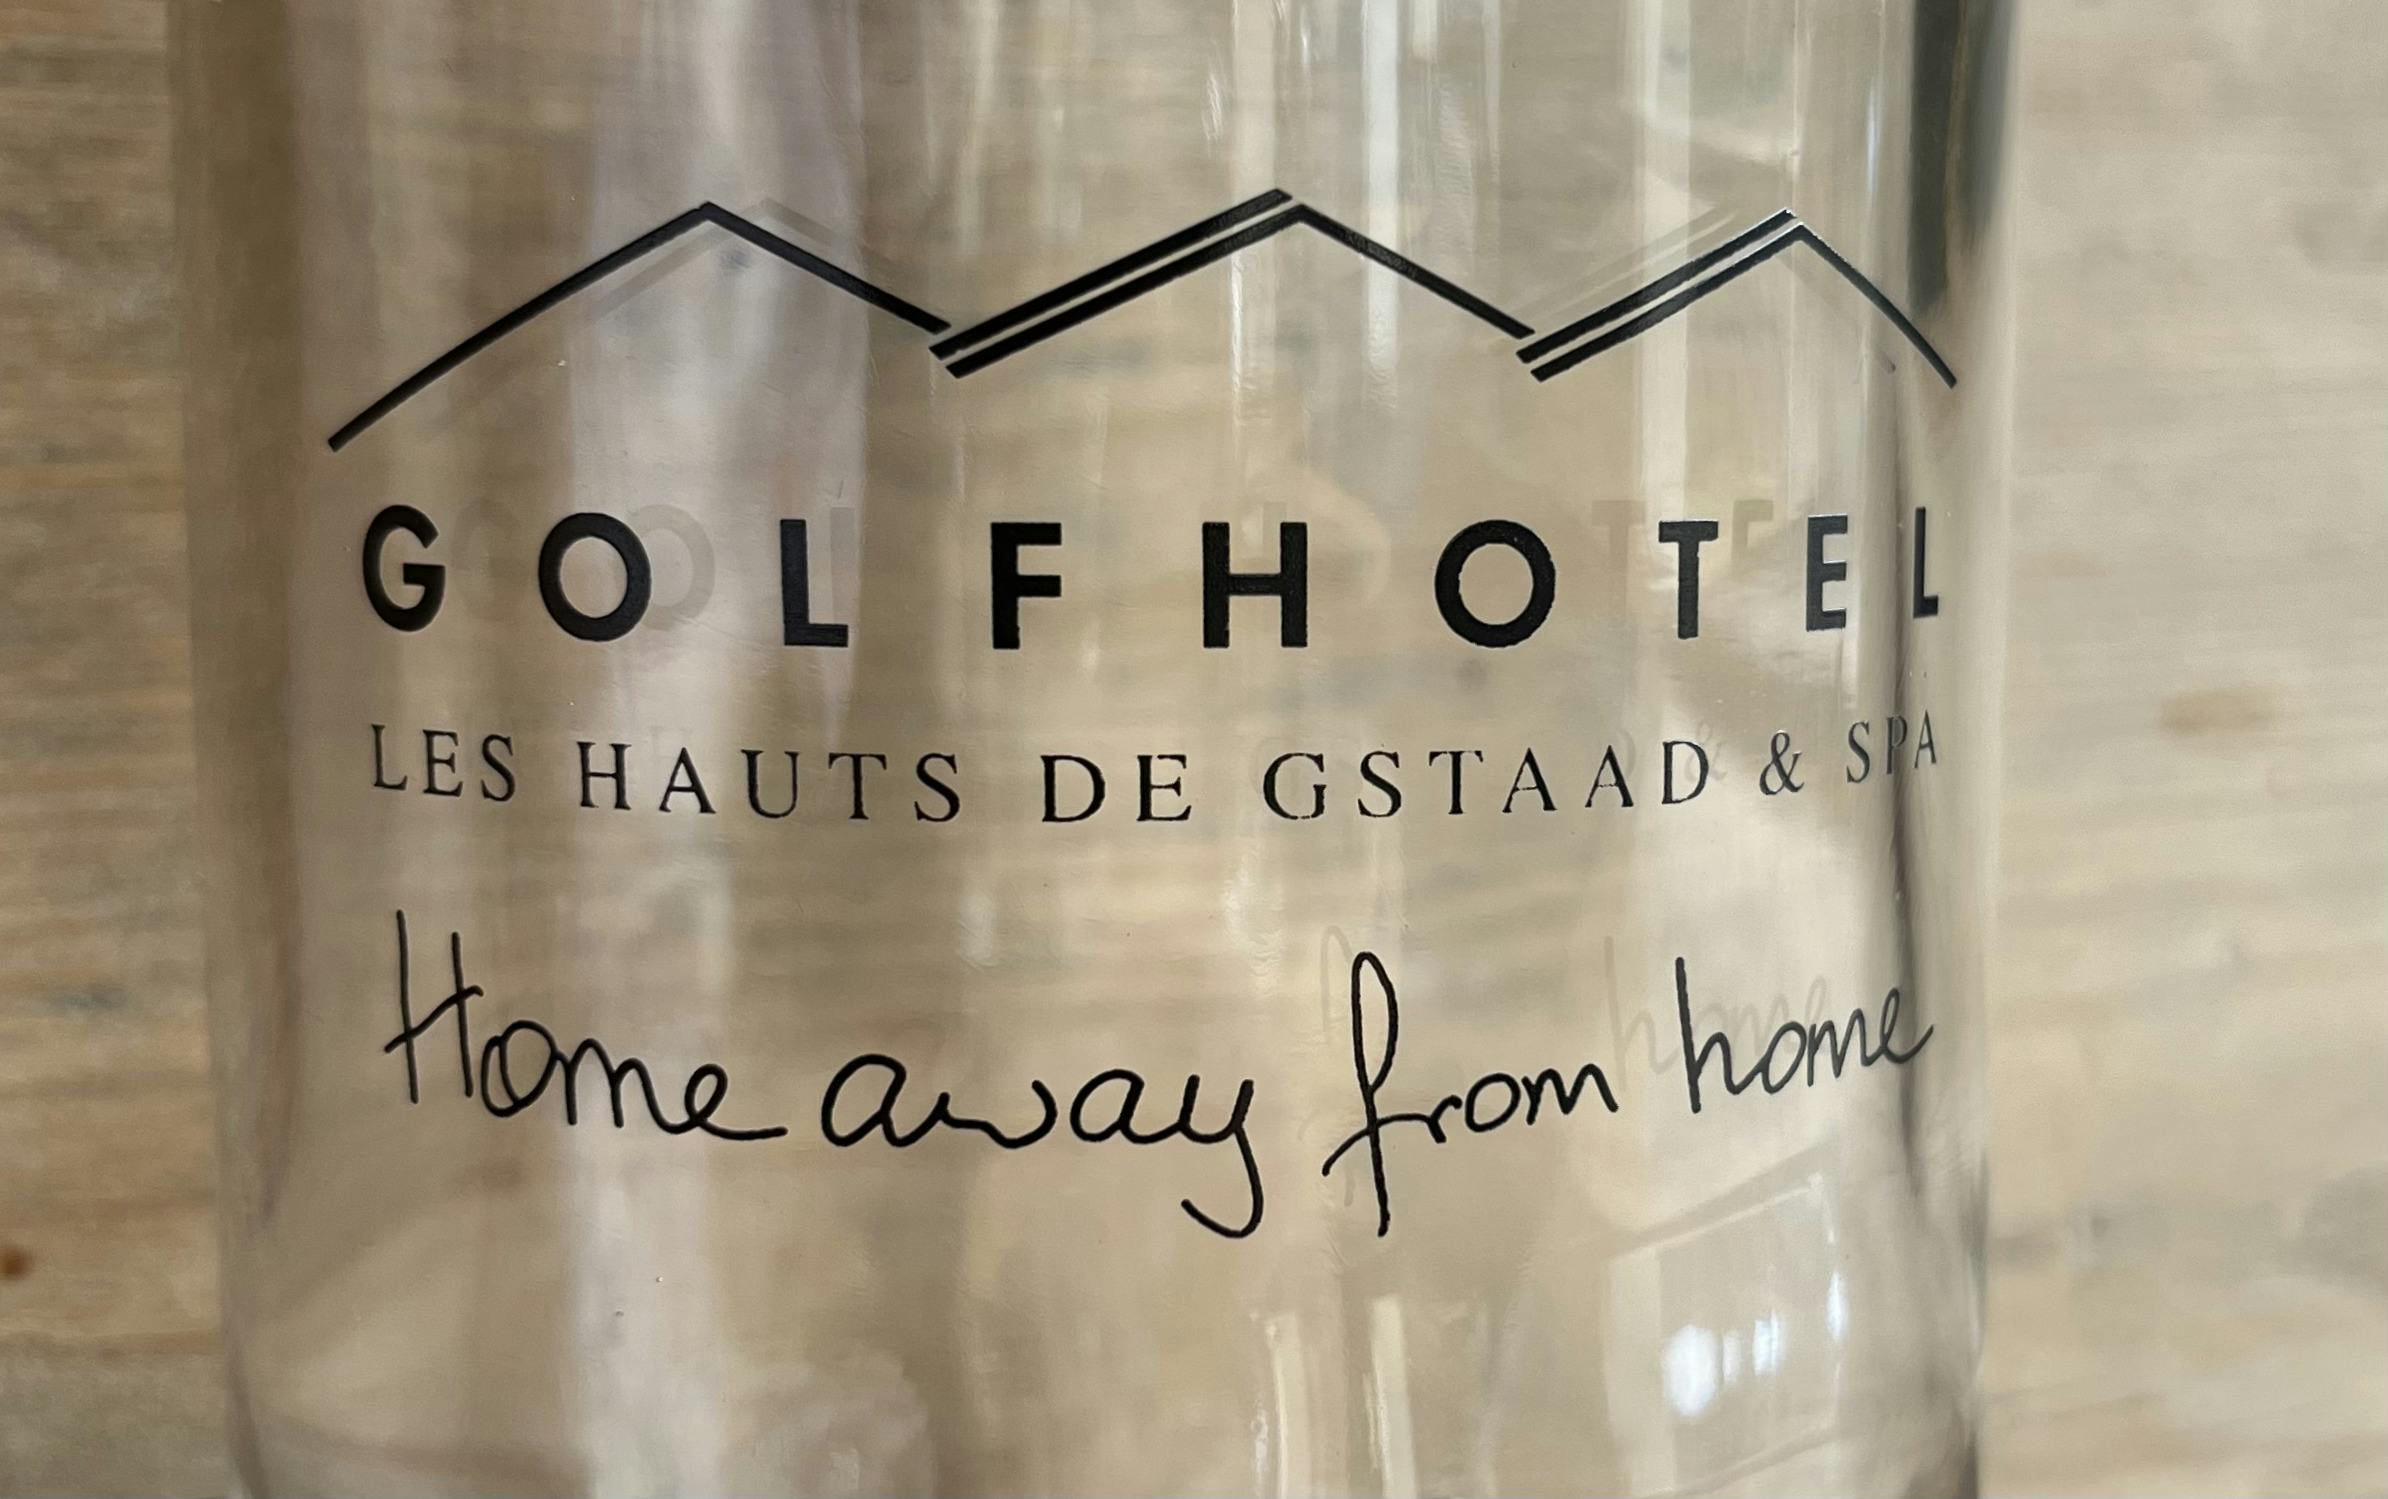 GOLFHOTEL
LES HAUTS DE GSTAAD & SPA
Home away from home